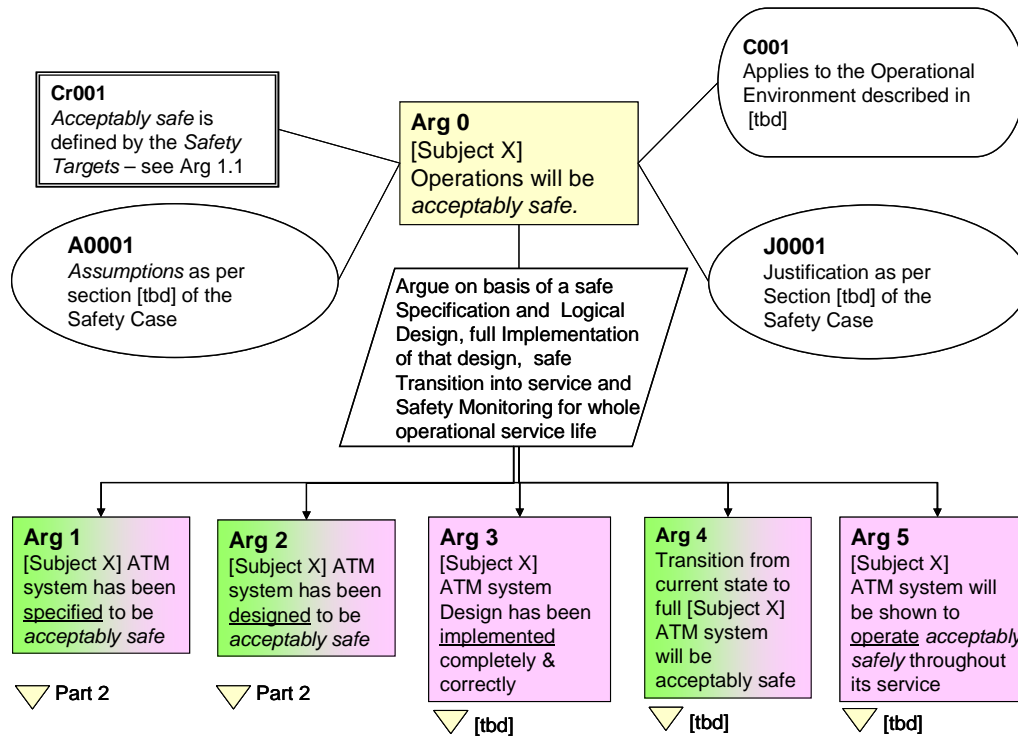 Cr001
Acceptably safe is
defined by the Safety
Targets – see Arg 1.1
Arg 0
[Subject X]
Operations will be
acceptably safe.
C001
Applies to the Operational
Environment described in
[tbd]
A0001
Assumptions as per
section [tbd] of the
Safety Case
J0001
Justification as per
Section [tbd] of the
Safety Case
Argue on basis of a safe
Specification and Logical
Design, full Implementation
of that design, safe
Transition into service and
Safety Monitoring for whole
operational service life
Arg 1
[Subject X] ATM
system has been
specified to be
acceptably safe
Part 2
Arg 2
[Subject X] ATM
system has been
designed to be
acceptably safe
Part 2
Arg 3
[Subject X]
ATM system
Design has been
implemented
completely &
correctly
[tbd]
Arg 4
Transition from
current state to
full [Subject X]
ATM system
will be
acceptably safe
[tbd]
Arg 5
[Subject X]
ATM system will
be shown to
operate acceptably
safely throughout
its service
[tbd]